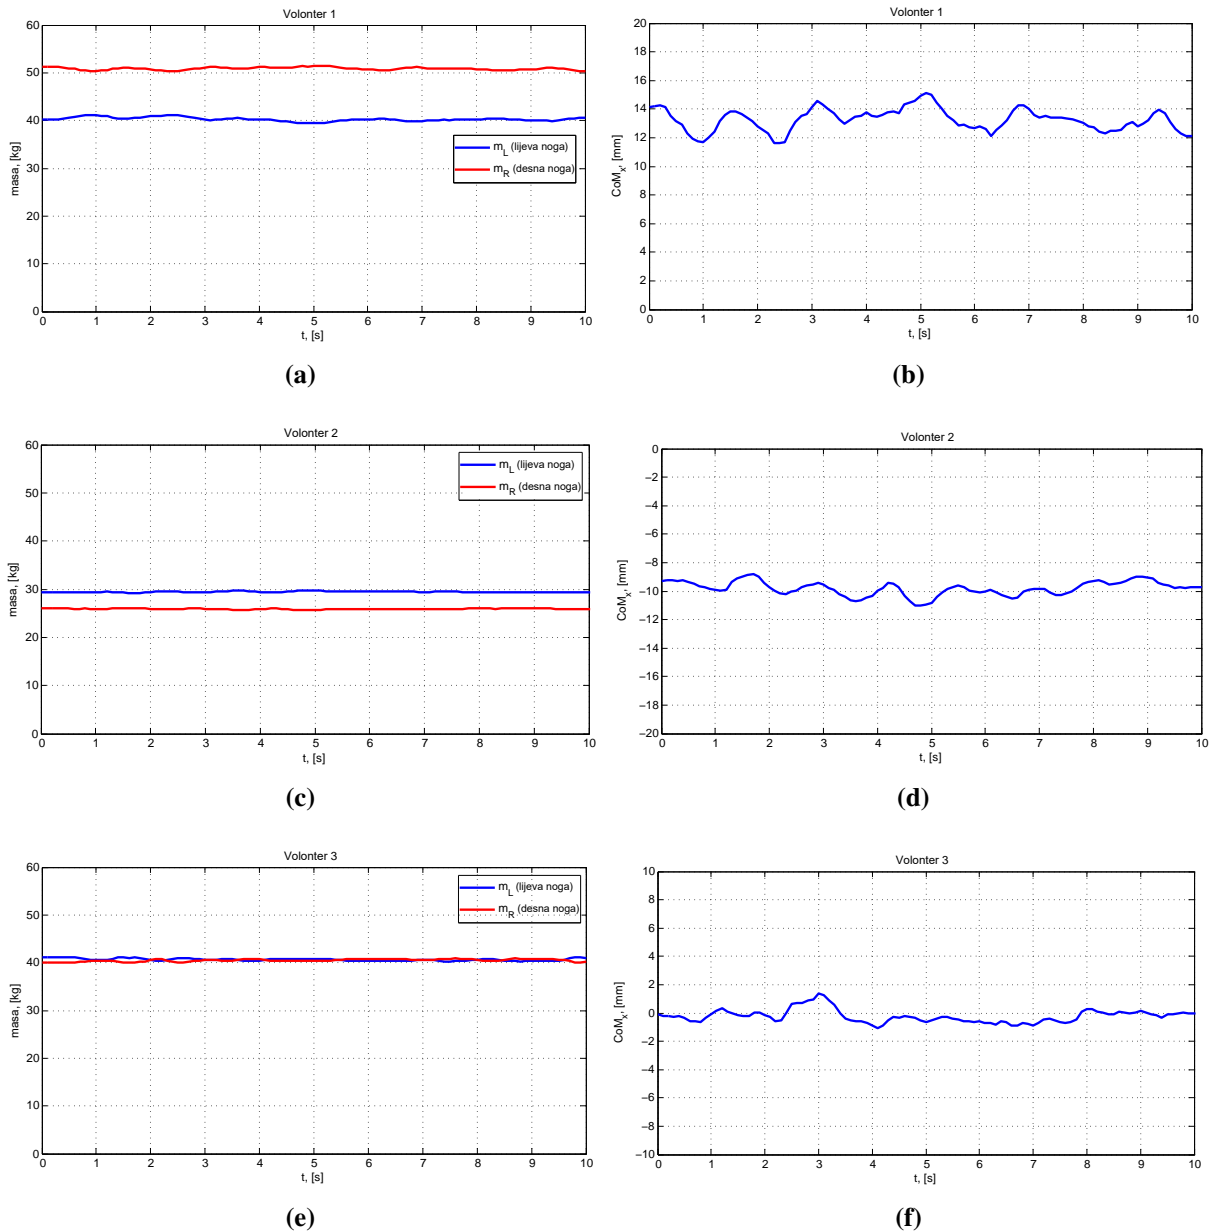 Volonter 1
60
50
40
30
20
10
0
masa, [kg]
m_L (lijeva noga)
m_R (desna noga)
0 1 2 3 4 5 6 7 8 9 10
t, [s]
(a)
Volonter 1
20
18
16
14
12
10
8
6
4
2
0
CoM_x, [mm]
0 1 2 3 4 5 6 7 8 9 10
t, [s]
(b)
Volonter 2
60
50
40
30
20
10
0
masa, [kg]
m_L (lijeva noga)
m_R (desna noga)
0 1 2 3 4 5 6 7 8 9 10
t, [s]
(c)
Volonter 2
0
−2
−4
−6
−8
−10
−12
−14
−16
−18
−20
CoM_x, [mm]
0 1 2 3 4 5 6 7 8 9 10
t, [s]
(d)
Volonter 3
60
50
40
30
20
10
0
masa, [kg]
m_L (lijeva noga)
m_R (desna noga)
0 1 2 3 4 5 6 7 8 9 10
t, [s]
(e)
Volonter 3
10
8
6
4
2
0
−2
−4
−6
−8
−10
CoM_x, [mm]
0 1 2 3 4 5 6 7 8 9 10
t, [s]
(f)